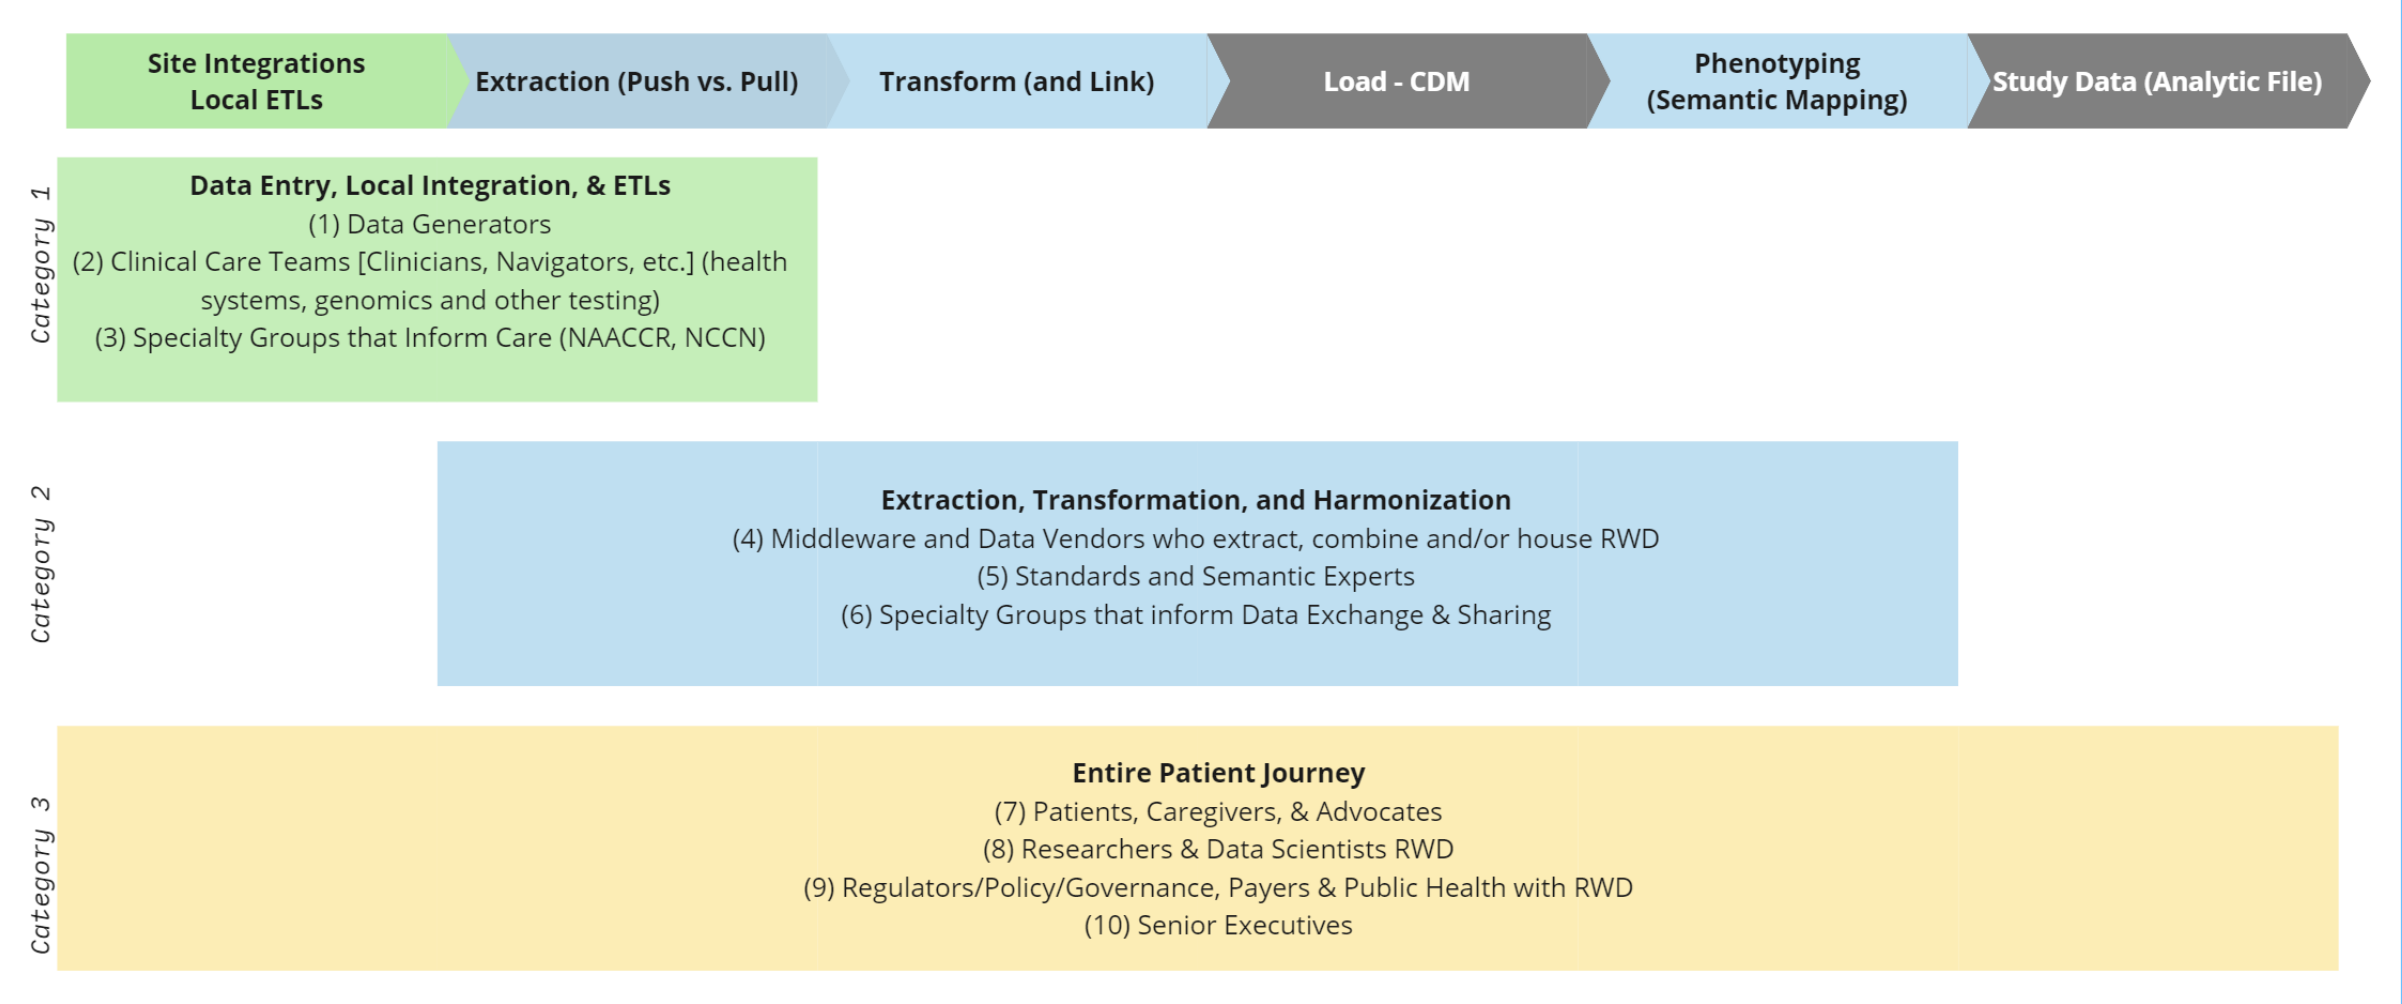 Site Integrations
Local ETLs
Extraction (Push vs. Pull)
Transform (and Link)
Load - CDM
Phenotyping
(Semantic Mapping)
Study Data (Analytic File)
Category 1
Data Entry, Local Integration, & ETLs
(1) Data Generators
(2) Clinical Care Teams [Clinicians, Navigators, etc.] (health
systems, genomics and other testing)
(3) Specialty Groups that Inform Care (NAACCR, NCCN)
Category 2
Extraction, Transformation, and Harmonization
(4) Middleware and Data Vendors who extract, combine and/or house RWD
(5) Standards and Semantic Experts
(6) Specialty Groups that inform Data Exchange & Sharing
Category 3
Entire Patient Journey
(7) Patients, Caregivers, & Advocates
(8) Researchers & Data Scientists RWD
(9) Regulators/Policy/Governance, Payers & Public Health with RWD
(10) Senior Executives